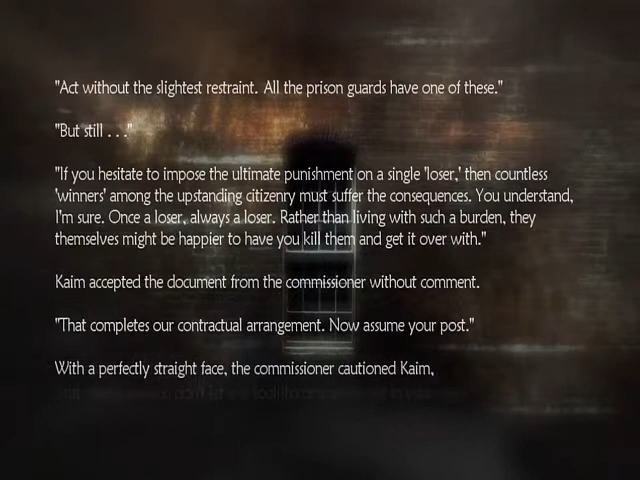 "Act without the slightest restraint. All the prison guards have one of these."
"But still . . ."
"If you hesitate to impose the ultimate punishment on a single 'loser,' then countless
'winners' among the upstanding citizenry must suffer the consequences. You understand,
I'm sure. Once a loser, always a loser. Rather than living with such a burden, they
themselves might be happier to have you kill them and get it over with."
Kaim accepted the document from the commissioner without comment.
"That completes our contractual arrangement. Now assume your post."
With a perfectly straight face, the commissioner cautioned Kaim,